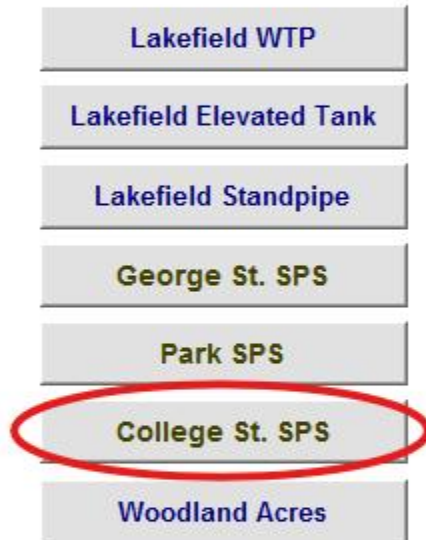 Lakefield WTP
Lakefield Elevated Tank
Lakefield Standpipe
George St. SPS
Park SPS
College St. SPS
Woodland Acres